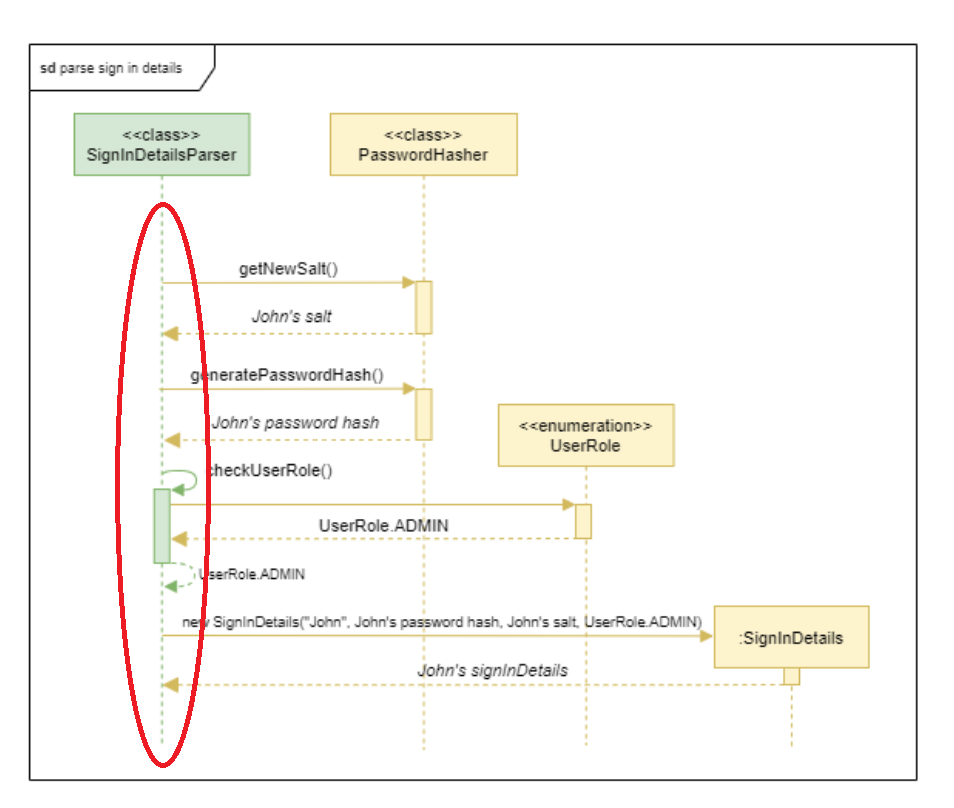 sd parse sign in details
<<class>>
SignInDetailsParser
<<class>>
PasswordHasher
getNewSalt()
John's salt
generatePasswordHash()
John's password hash
<<enumeration>>
UserRole
checkUserRole()
UserRole.ADMIN
UserRole.ADMIN
new SignInDetails("John", John's password hash, John's salt, UserRole.ADMIN)
:SignInDetails
John's signInDetails